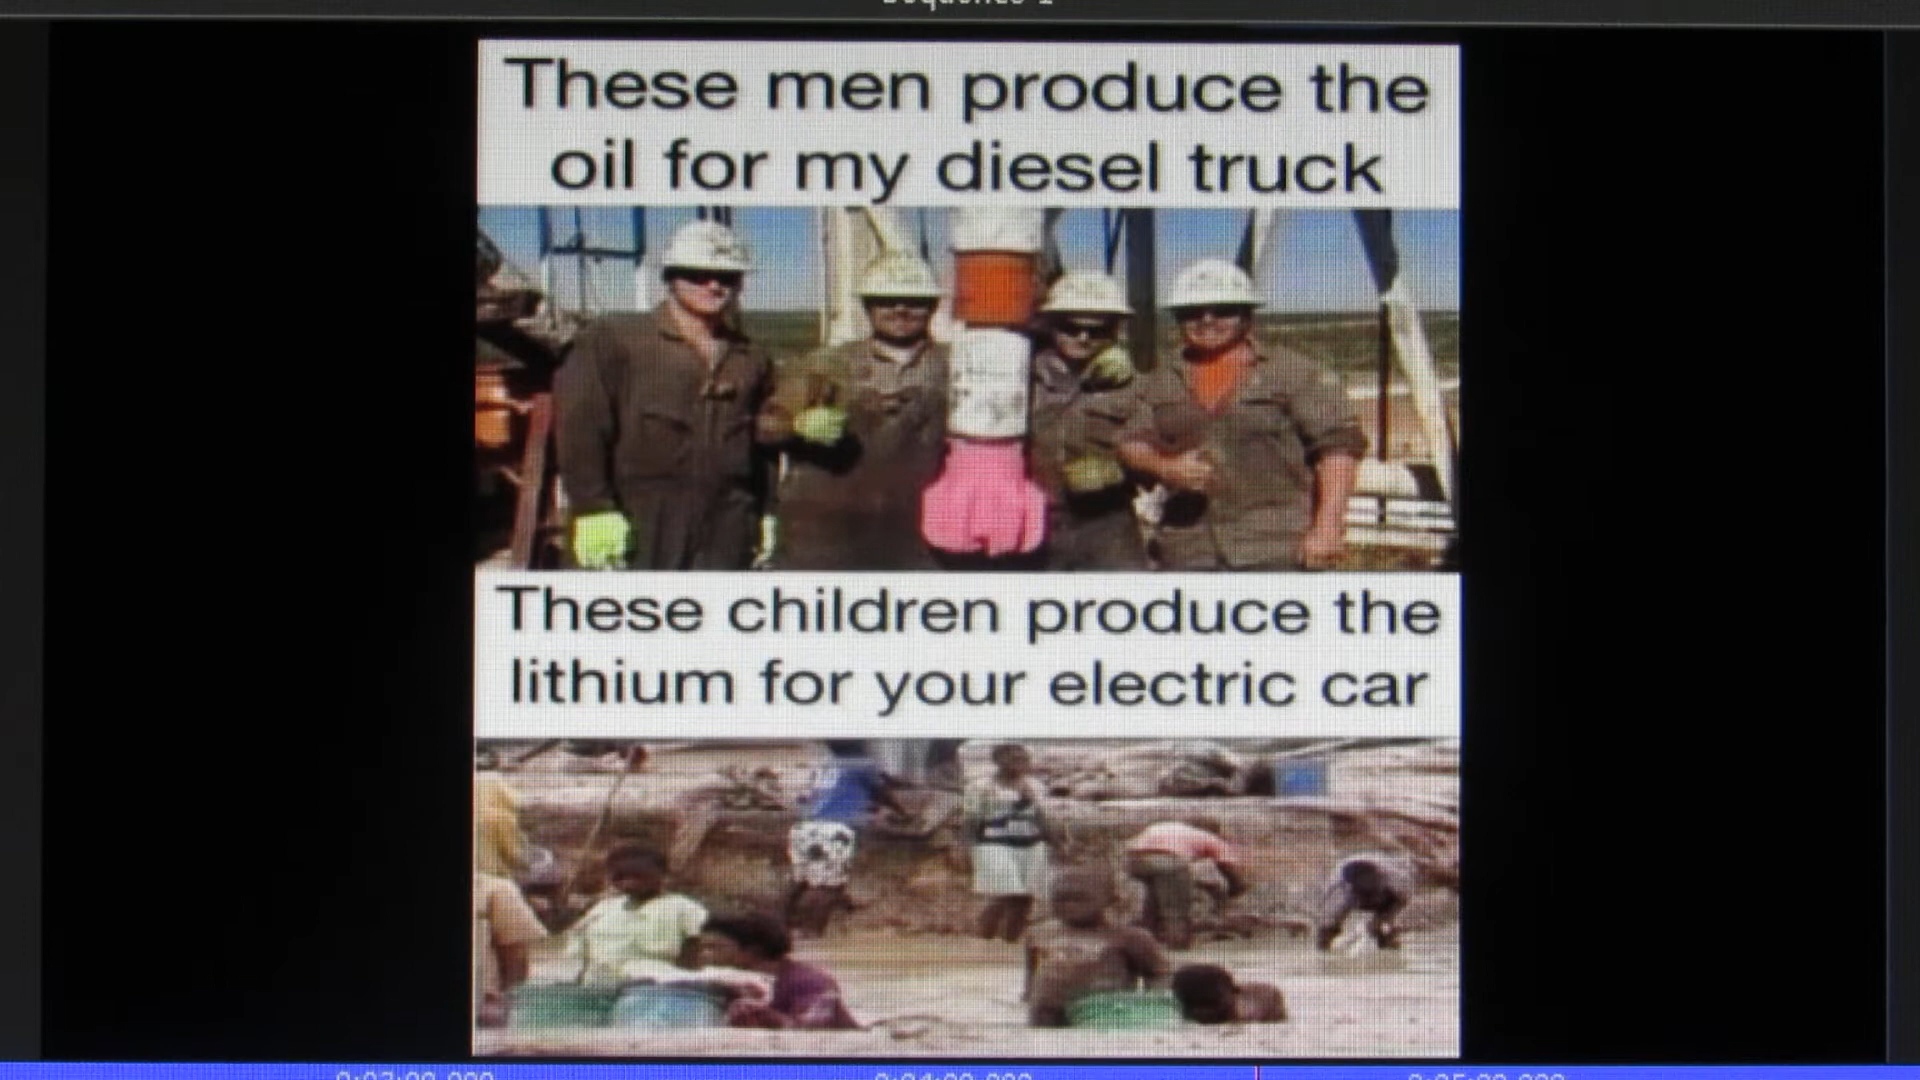 These men produce the
oil for my diesel truck
These children produce the
lithium for your electric car